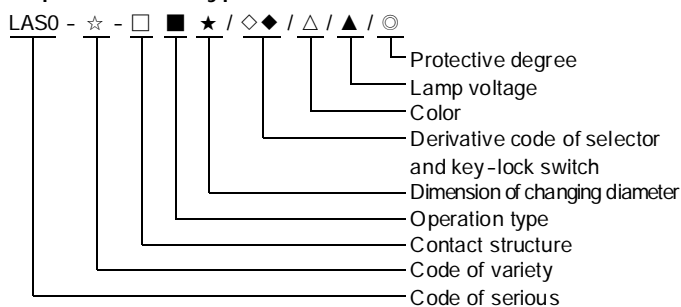 LAS0 - ☆ - □ ■ ★ / ◇◆ / △ / ▲ / ◎
Protective degree
Lamp voltage
Color
Derivative code of selector
and key-lock switch
Dimension of changing diameter
Operation type
Contact structure
Code of variety
Code of serious